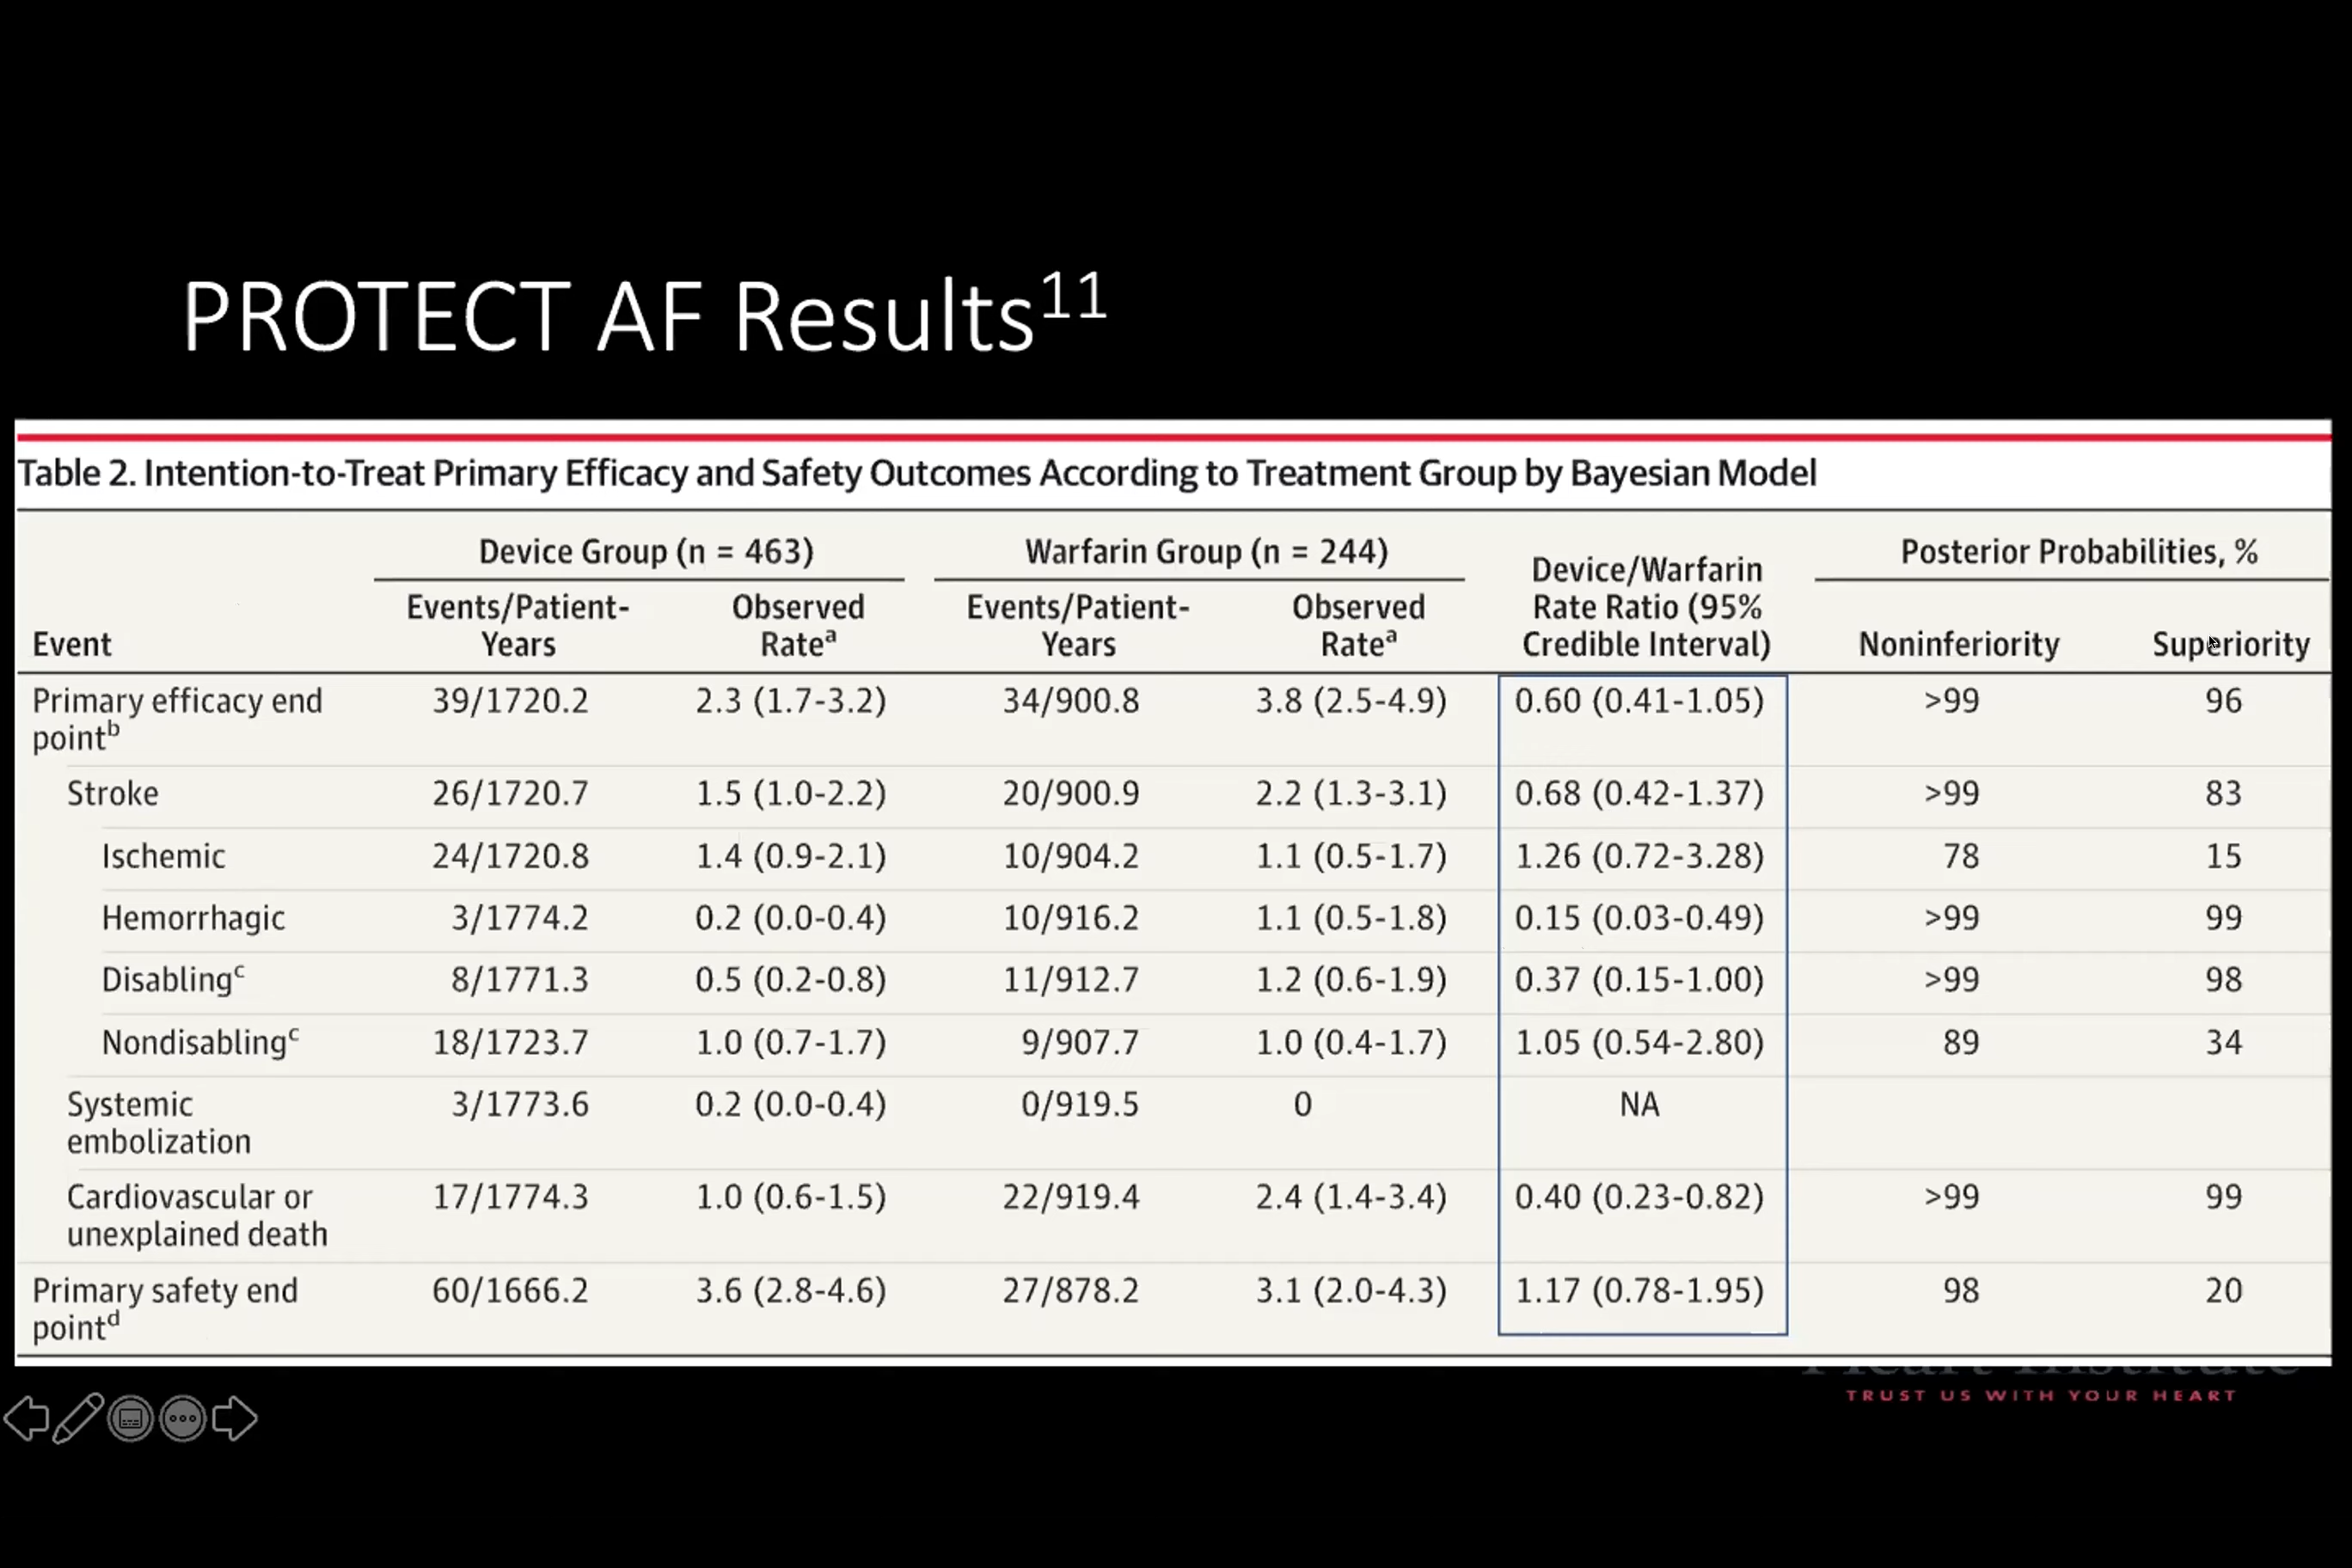 PROTECT AF Results¹¹
Table 2. Intention-to-Treat Primary Efficacy and Safety Outcomes According to Treatment Group by Bayesian Model
Event
Device Group (n = 463)
Warfarin Group (n = 244)
Device/Warfarin
Rate Ratio (95%
Credible Interval)
Posterior Probabilities, %
Events/Patient-
Years
Observed
Rateᵃ
Events/Patient-
Years
Observed
Rateᵃ
Noninferiority
Superiority
Primary efficacy end
pointᵇ
39/1720.2 2.3 (1.7-3.2) 34/900.8 3.8 (2.5-4.9) 0.60 (0.41-1.05) >99 96
Stroke 26/1720.7 1.5 (1.0-2.2) 20/900.9 2.2 (1.3-3.1) 0.68 (0.42-1.37) >99 83
Ischemic 24/1720.8 1.4 (0.9-2.1) 10/904.2 1.1 (0.5-1.7) 1.26 (0.72-3.28) 78 15
Hemorrhagic 3/1774.2 0.2 (0.0-0.4) 10/916.2 1.1 (0.5-1.8) 0.15 (0.03-0.49) >99 99
Disablingᶜ 8/1771.3 0.5 (0.2-0.8) 11/912.7 1.2 (0.6-1.9) 0.37 (0.15-1.00) >99 98
Nondisablingᶜ 18/1723.7 1.0 (0.7-1.7) 9/907.7 1.0 (0.4-1.7) 1.05 (0.54-2.80) 89 34
Systemic
embolization
3/1773.6 0.2 (0.0-0.4) 0/919.5 0 NA
Cardiovascular or
unexplained death
17/1774.3 1.0 (0.6-1.5) 22/919.4 2.4 (1.4-3.4) 0.40 (0.23-0.82) >99 99
Primary safety end
pointᵈ
60/1666.2 3.6 (2.8-4.6) 27/878.2 3.1 (2.0-4.3) 1.17 (0.78-1.95) 98 20
TRUST US WITH YOUR HEART